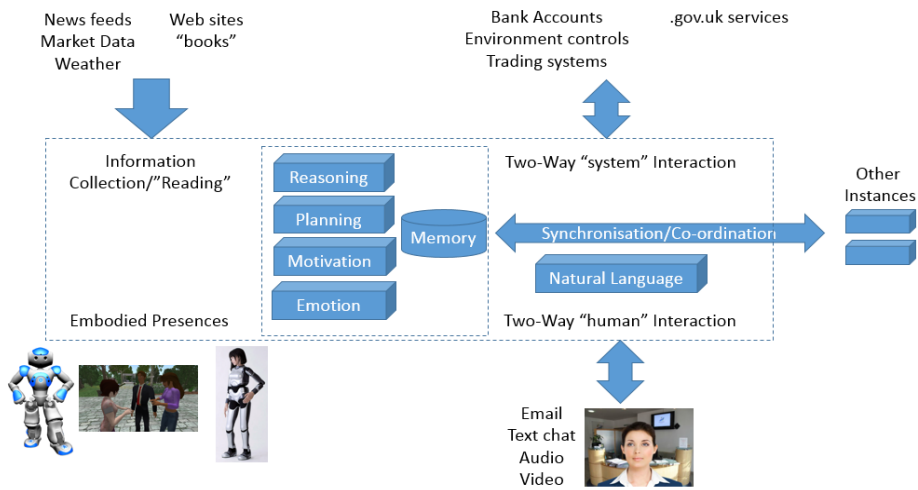 News feeds
Market Data
Weather
Web sites
“books”
Bank Accounts
Environment controls
Trading systems
.gov.uk services
Information
Collection/”Reading”
Reasoning
Planning
Motivation
Emotion
Memory
Two-Way “system” Interaction
Synchronisation/Co-ordination
Natural Language
Two-Way “human” Interaction
Other
Instances
Embodied Presences
Email
Text chat
Audio
Video